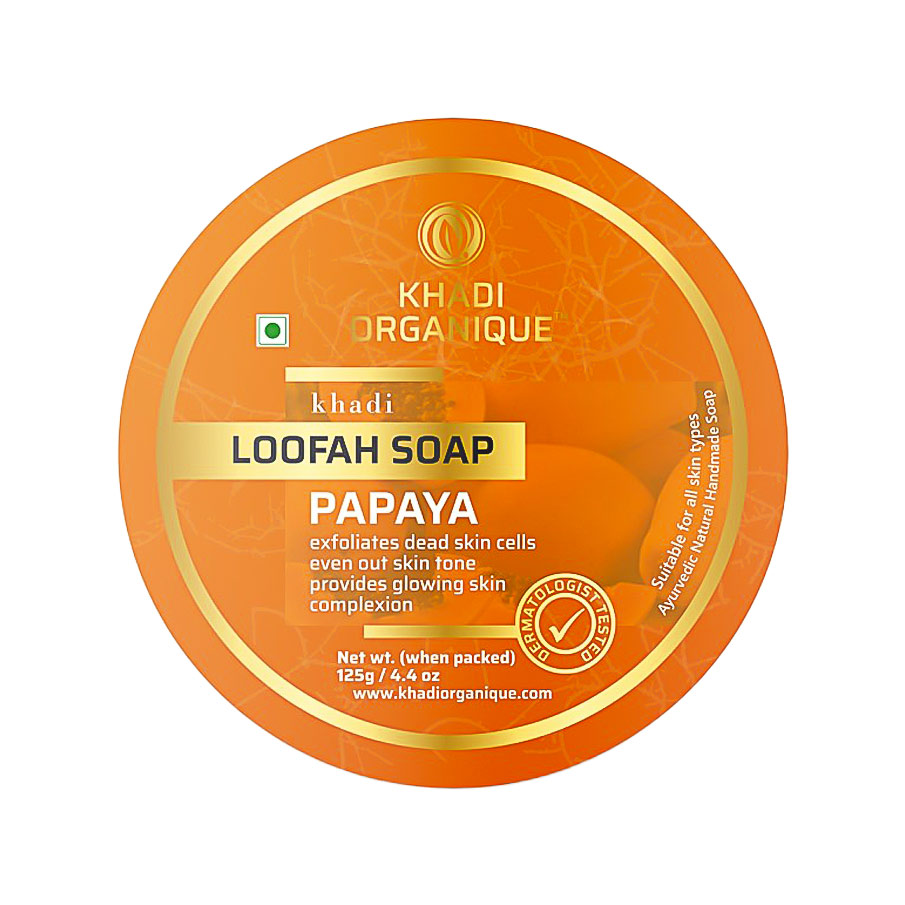 KHADI
ORGANIQUE™
khadi
LOOFAH SOAP
PAPAYA
exfoliates dead skin cells
even out skin tone
provides glowing skin
complexion
DERMATOLOGIST TESTED
Net wt. (when packed)
125g / 4.4 oz
www.khadiorganique.com
Suitable for all skin types
Ayurvedic Natural Handmade Soap